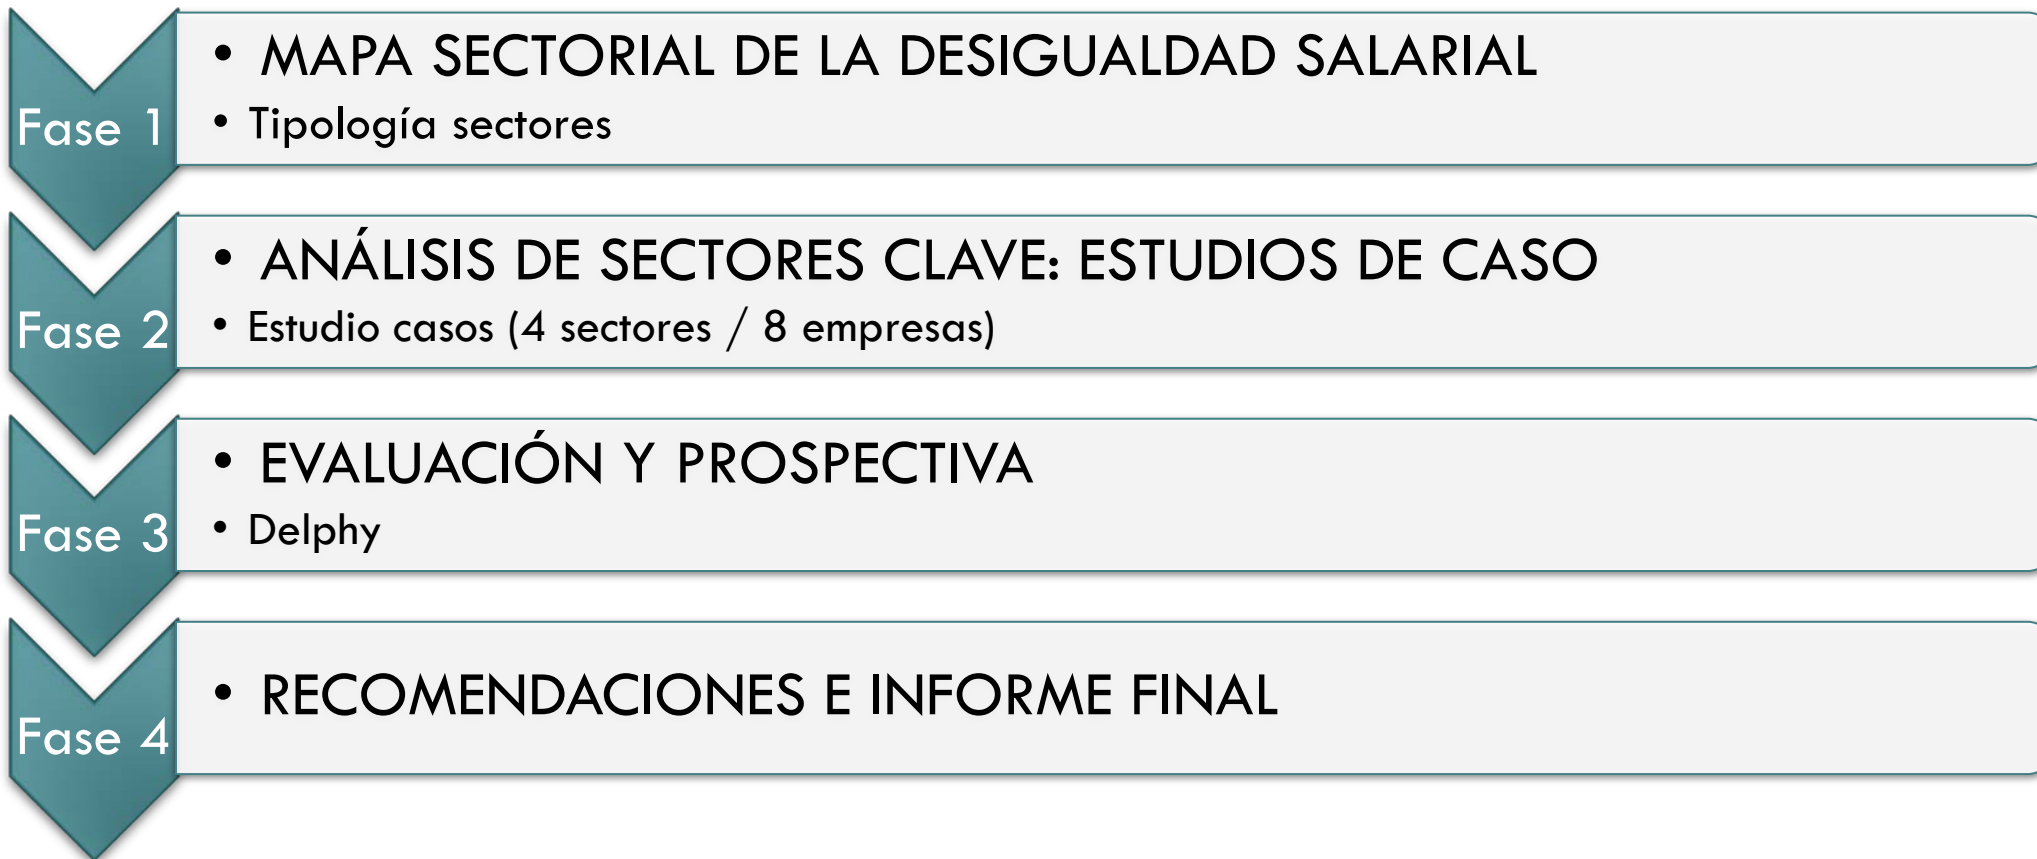 Fase 1
• MAPA SECTORIAL DE LA DESIGUALDAD SALARIAL
• Tipología sectores
Fase 2
• ANÁLISIS DE SECTORES CLAVE: ESTUDIOS DE CASO
• Estudio casos (4 sectores / 8 empresas)
Fase 3
• EVALUACIÓN Y PROSPECTIVA
• Delphy
Fase 4
• RECOMENDACIONES E INFORME FINAL